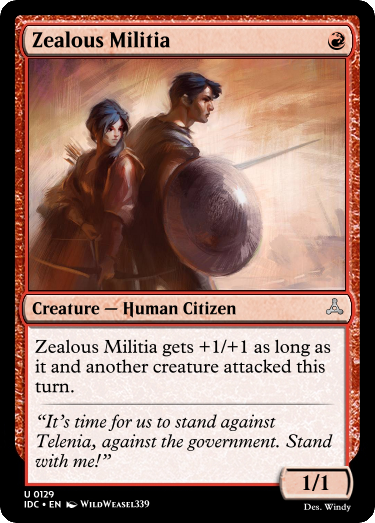 Zealous Militia
Creature — Human Citizen
Zealous Militia gets +1/+1 as long as
it and another creature attacked this
turn.
“It’s time for us to stand against
Telenia, against the government. Stand
with me!”
1/1
U 0129
IDC • EN WildWeasel339
Des. Windy